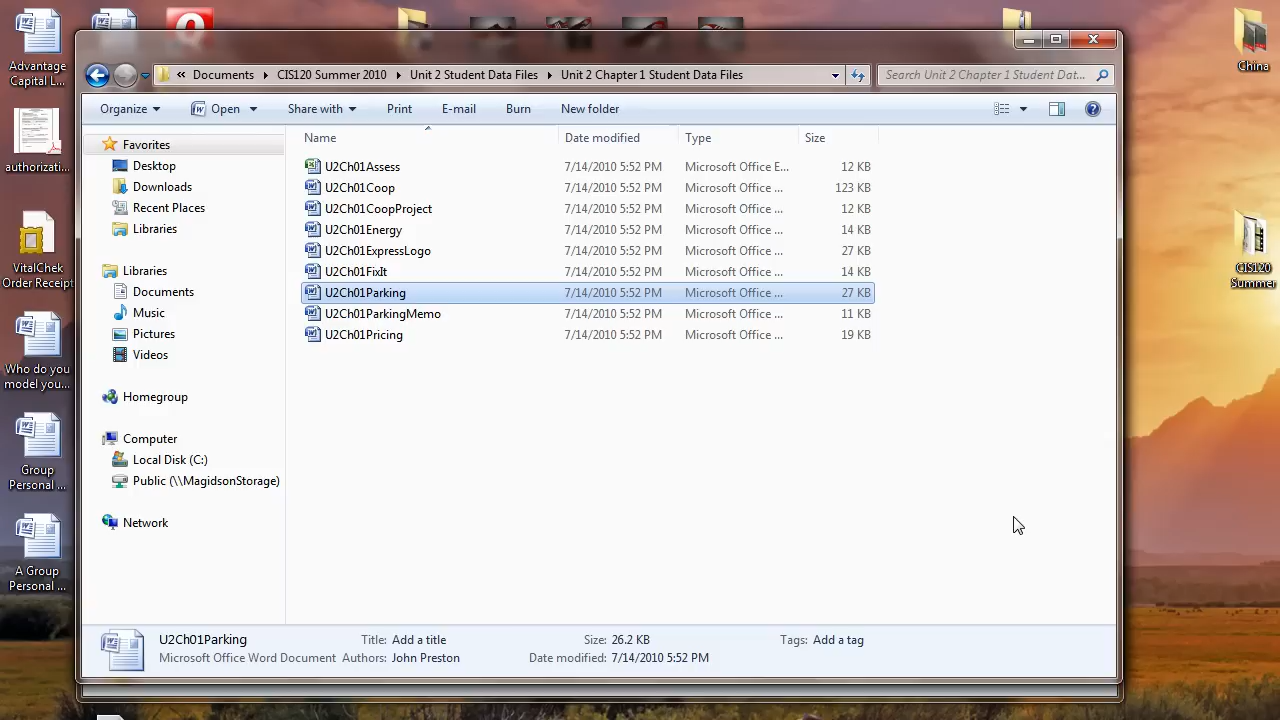 Advantage
Capital L...
authorizati...
VitalChek
Order Receipt
Who do you
model you...
Group
Personal ...
A Group
Personal ...
China
CIS120
Summer
« Documents CIS120 Summer 2010 Unit 2 Student Data Files Unit 2 Chapter 1 Student Data Files
Search Unit 2 Chapter 1 Student Dat...
Organize Open Share with Print E-mail Burn New folder
Favorites
Desktop
Downloads
Recent Places
Libraries
Libraries
Documents
Music
Pictures
Videos
Homegroup
Computer
Local Disk (C:)
Public (\\MagidsonStorage)
Network
Name Date modified Type Size
U2Ch01Assess 7/14/2010 5:52 PM Microsoft Office E... 12 KB
U2Ch01Coop 7/14/2010 5:52 PM Microsoft Office ... 123 KB
U2Ch01CoopProject 7/14/2010 5:52 PM Microsoft Office ... 12 KB
U2Ch01Energy 7/14/2010 5:52 PM Microsoft Office ... 14 KB
U2Ch01ExpressLogo 7/14/2010 5:52 PM Microsoft Office ... 27 KB
U2Ch01FixIt 7/14/2010 5:52 PM Microsoft Office ... 14 KB
U2Ch01Parking 7/14/2010 5:52 PM Microsoft Office ... 27 KB
U2Ch01ParkingMemo 7/14/2010 5:52 PM Microsoft Office ... 11 KB
U2Ch01Pricing 7/14/2010 5:52 PM Microsoft Office ... 19 KB
U2Ch01Parking Title: Add a title Size: 26.2 KB Tags: Add a tag
Microsoft Office Word Document Authors: John Preston Date modified: 7/14/2010 5:52 PM